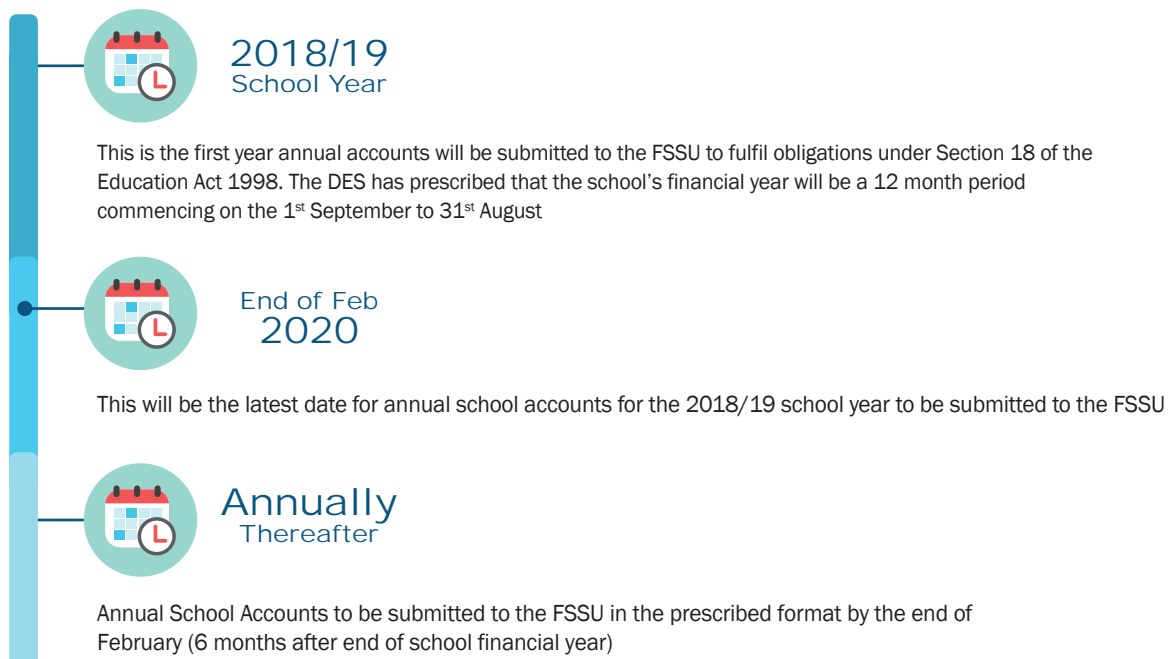 2018/19
School Year
This is the first year annual accounts will be submitted to the FSSU to fulfil obligations under Section 18 of the
Education Act 1998. The DES has prescribed that the school's financial year will be a 12 month period
commencing on the 1st September to 31st August
End of Feb
2020
This will be the latest date for annual school accounts for the 2018/19 school year to be submitted to the FSSU
Annually
Thereafter
Annual School Accounts to be submitted to the FSSU in the prescribed format by the end of
February (6 months after end of school financial year)